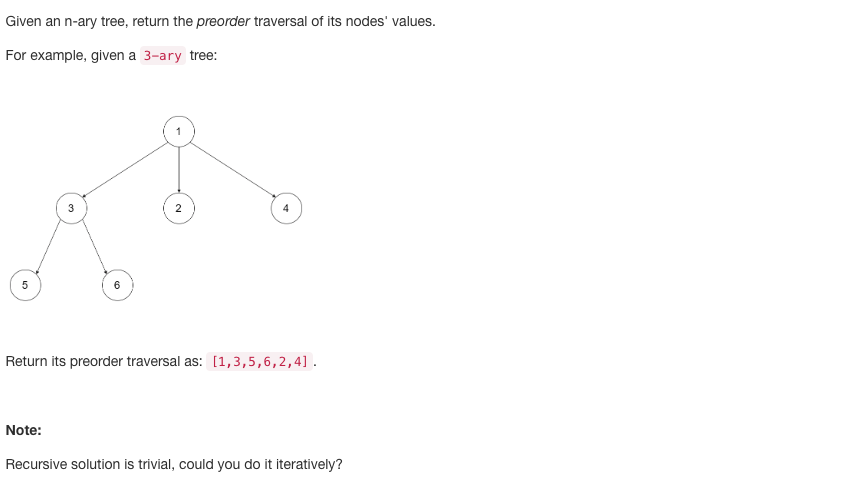 Given an n-ary tree, return the preorder traversal of its nodes' values.
For example, given a 3-ary tree:
1
3 2 4
5 6
Return its preorder traversal as: [1,3,5,6,2,4].
Note:
Recursive solution is trivial, could you do it iteratively?